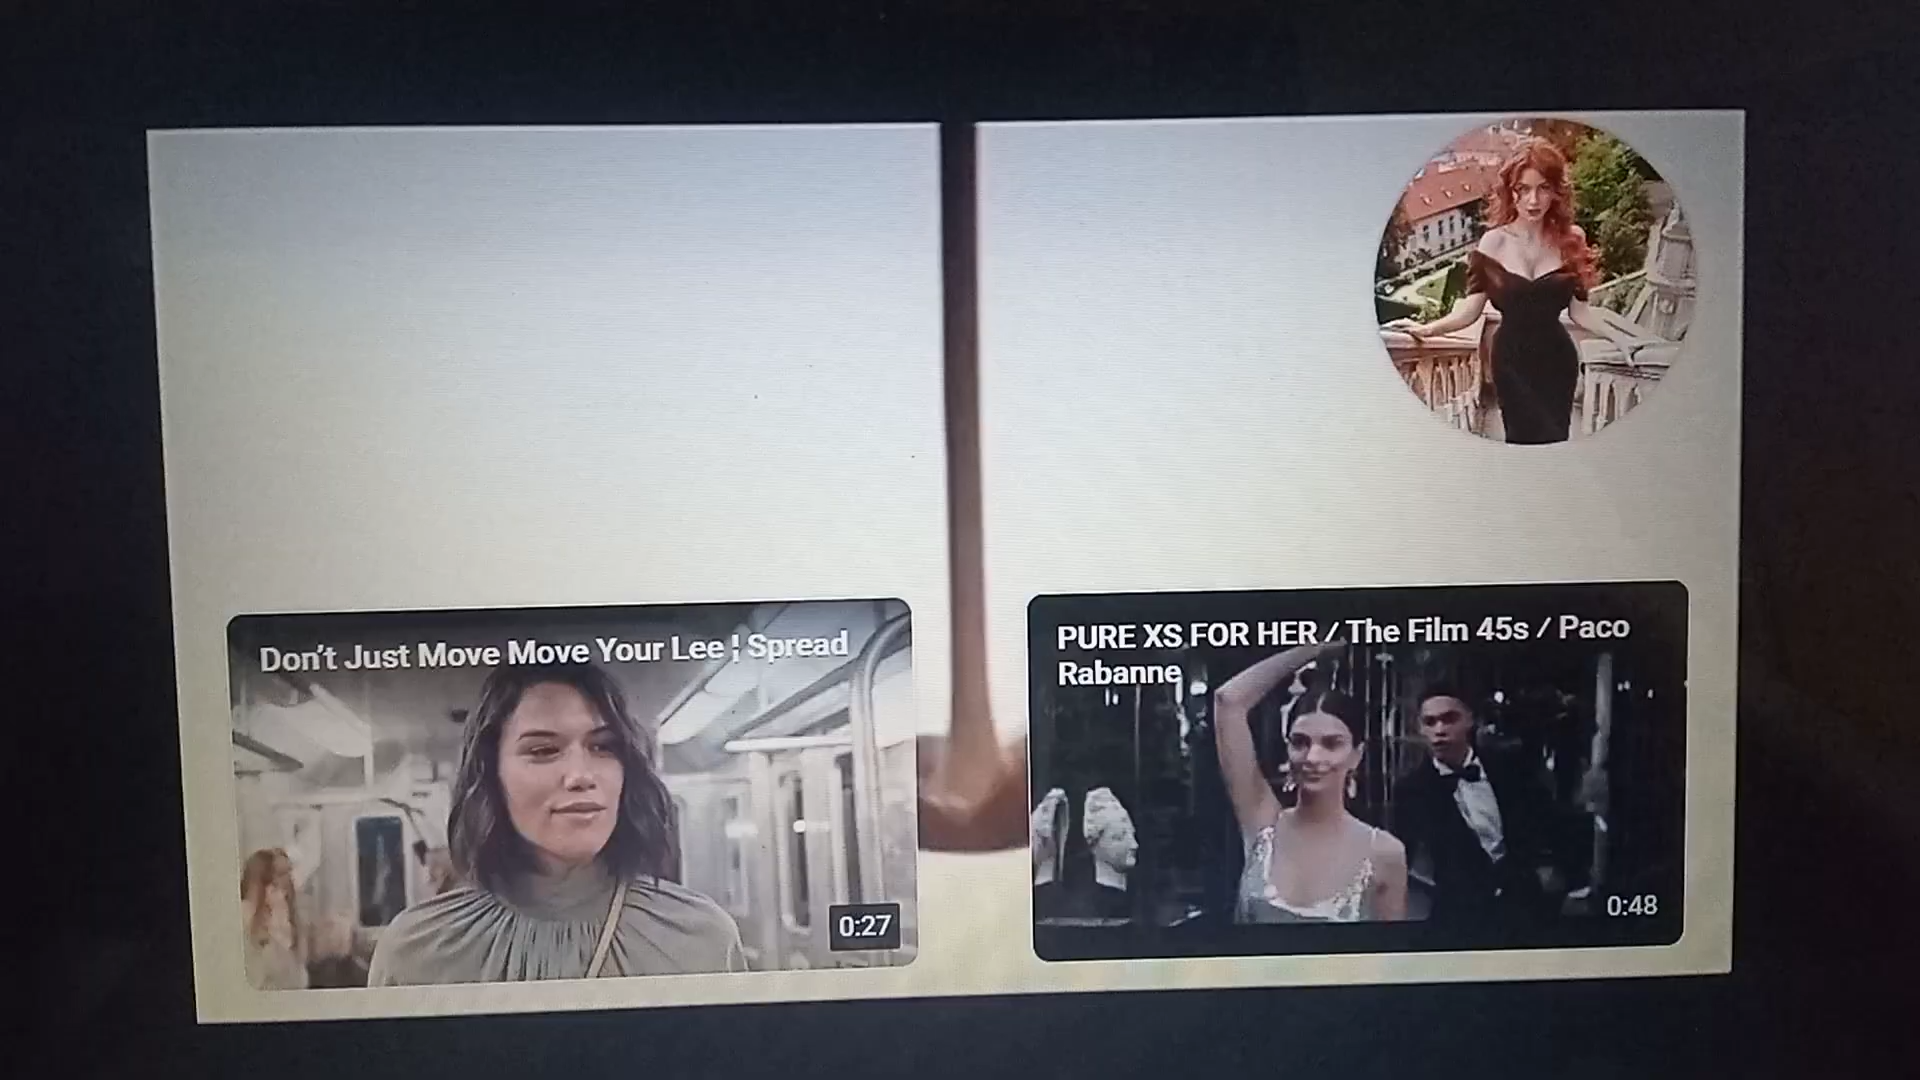 Don't Just Move Move Your Lee ¦ Spread
0:27
PURE XS FOR HER / The Film 45s / Paco
Rabanne
0:48